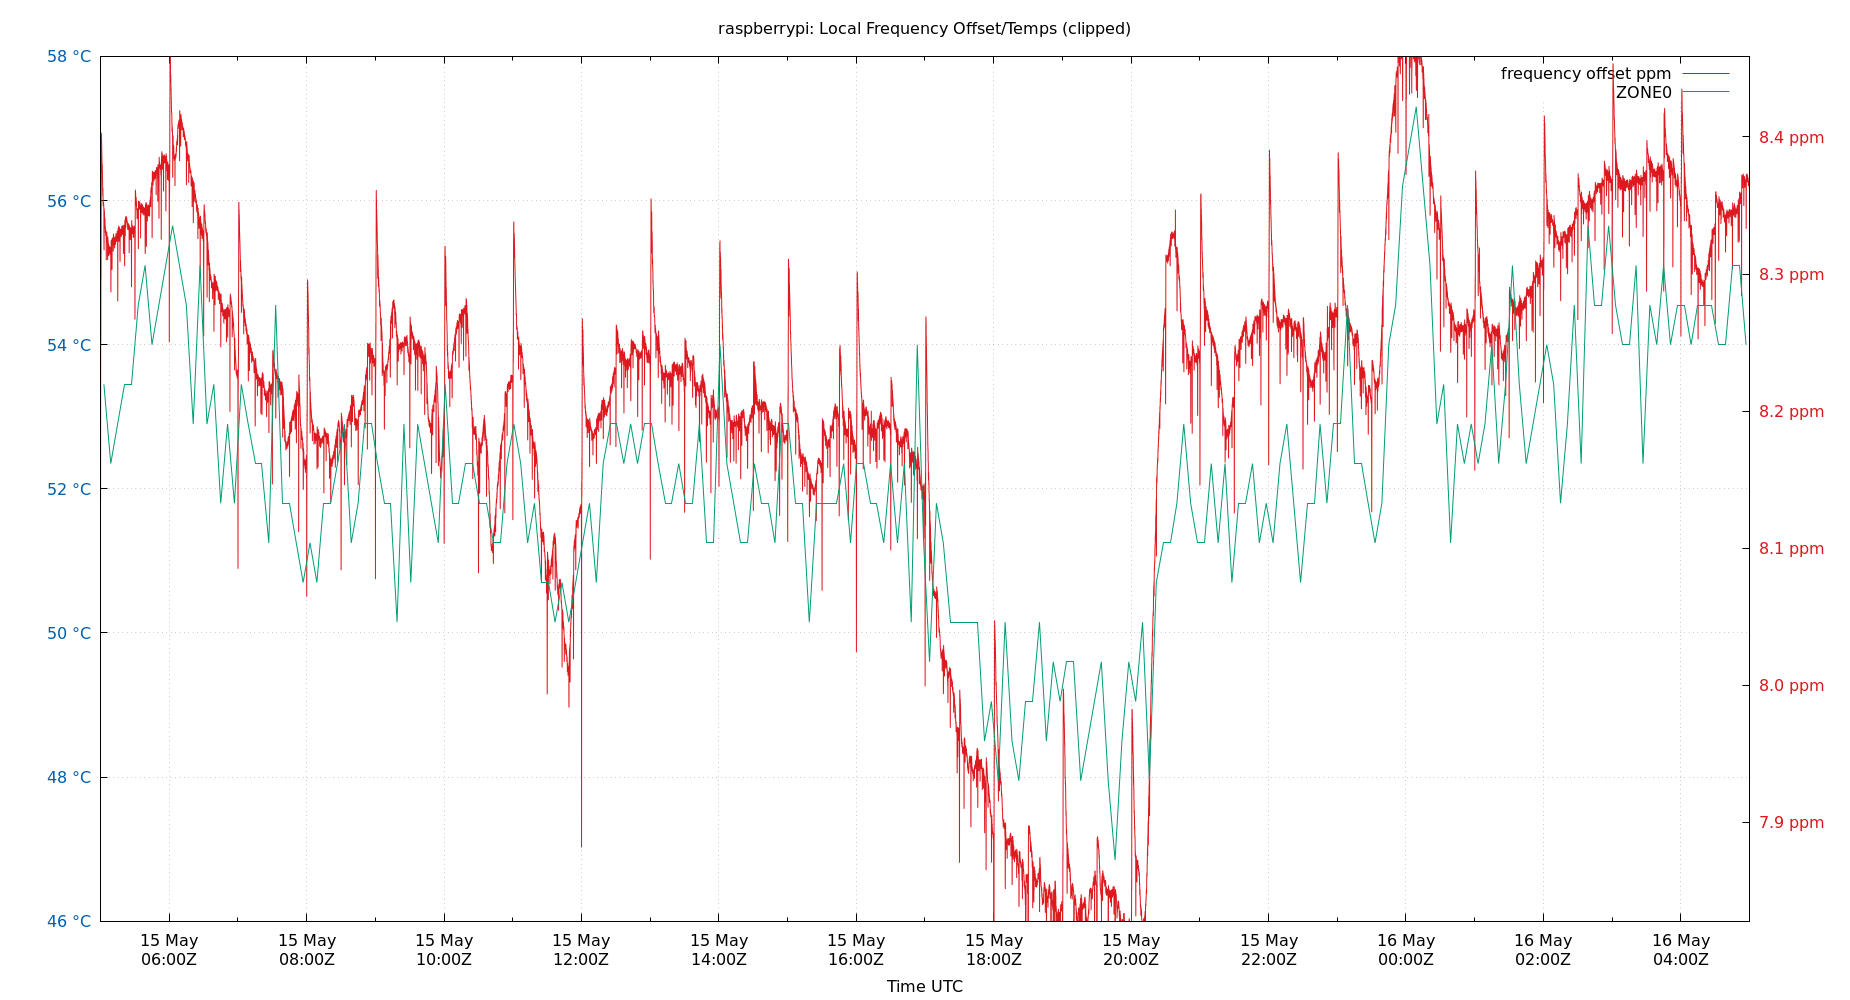 raspberrypi: Local Frequency Offset/Temps (clipped)
58 °C
56 °C
54 °C
52 °C
50 °C
48 °C
46 °C
frequency offset ppm
ZONE0
8.4 ppm
8.3 ppm
8.2 ppm
8.1 ppm
8.0 ppm
7.9 ppm
15 May 15 May 15 May 15 May 15 May 15 May 15 May 15 May 15 May 16 May 16 May 16 May
06:00Z 08:00Z 10:00Z 12:00Z 14:00Z 16:00Z 18:00Z 20:00Z 22:00Z 00:00Z 02:00Z 04:00Z
Time UTC